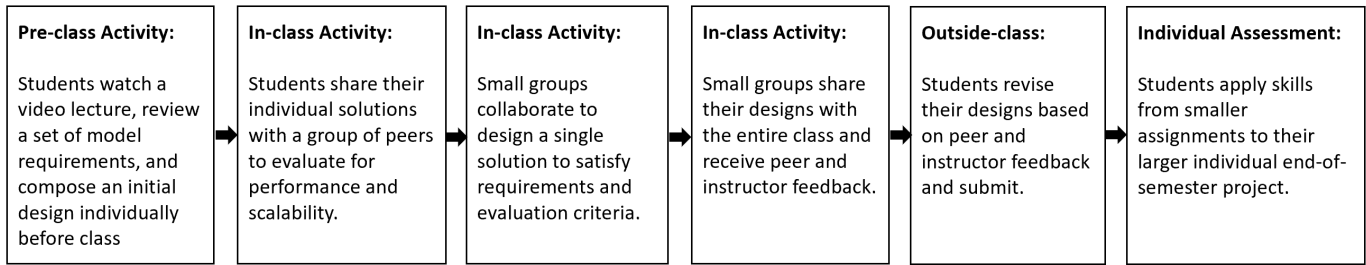 Pre-class Activity:
Students watch a
video lecture, review
a set of model
requirements, and
compose an initial
design individually
before class
In-class Activity:
Students share their
individual solutions
with a group of peers
to evaluate for
performance and
scalability.
In-class Activity:
Small groups
collaborate to
design a single
solution to satisfy
requirements and
evaluation criteria.
In-class Activity:
Small groups share
their designs with
the entire class and
receive peer and
instructor feedback.
Outside-class:
Students revise
their designs based
on peer and
instructor feedback
and submit.
Individual Assessment:
Students apply skills
from smaller
assignments to their
larger individual end-of-
semester project.